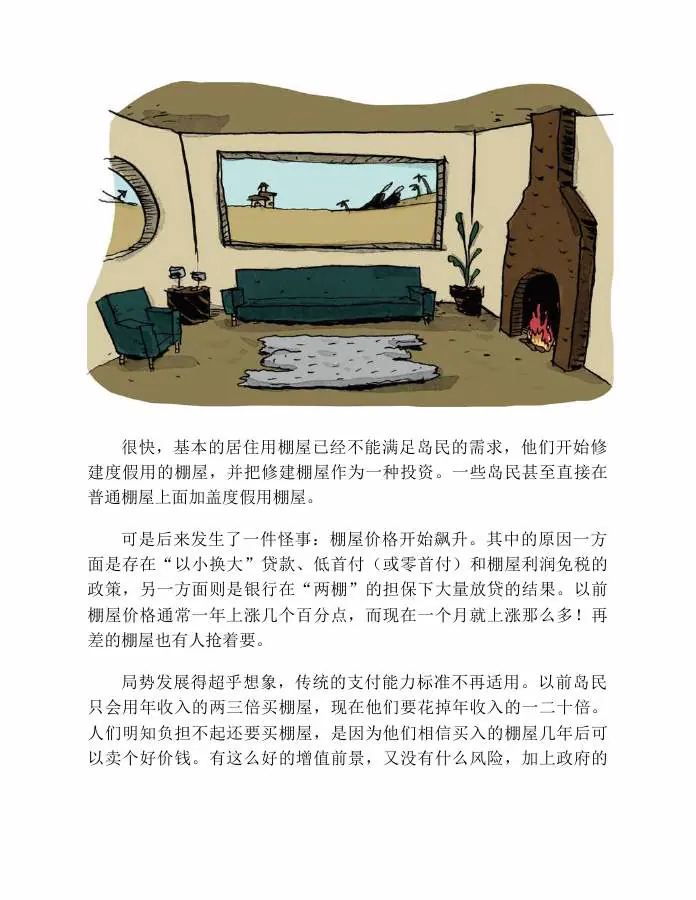 很快，基本的居住用棚屋已经不能满足岛民的需求，他们开始修
建度假用的棚屋，并把修建棚屋作为一种投资。一些岛民甚至直接在
普通棚屋上面加盖度假用棚屋。
可是后来发生了一件怪事：棚屋价格开始飙升。其中的原因一方
面是存在“以小换大”贷款、低首付（或零首付）和棚屋利润免税的
政策，另一方面则是银行在“两棚”的担保下大量放贷的结果。以前
棚屋价格通常一年上涨几个百分点，而现在一个月就上涨那么多！再
差的棚屋也有人抢着要。
局势发展得超乎想象，传统的支付能力标准不再适用。以前岛民
只会用年收入的两三倍买棚屋，现在他们要花掉年收入的一二十倍。
人们明知负担不起还要买棚屋，是因为他们相信买入的棚屋几年后可
以卖个好价钱。有这么好的增值前景，又没有什么风险，加上政府的